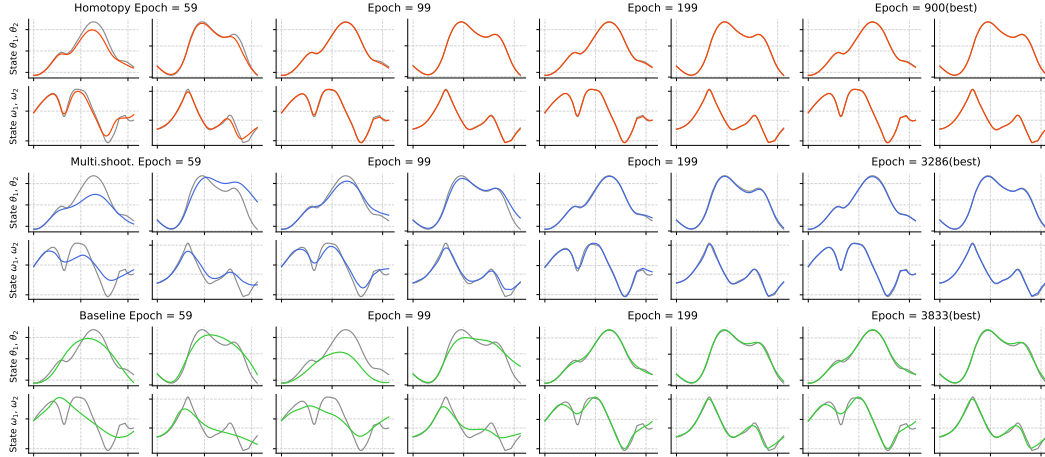 Homotopy Epoch = 59
Epoch = 99
Epoch = 199
Epoch = 900(best)
State θ₁, θ₂
State ω₁, ω₂
Multi.shoot. Epoch = 59
Epoch = 99
Epoch = 199
Epoch = 3286(best)
State θ₁, θ₂
State ω₁, ω₂
Baseline Epoch = 59
Epoch = 99
Epoch = 199
Epoch = 3833(best)
State θ₁, θ₂
State ω₁, ω₂